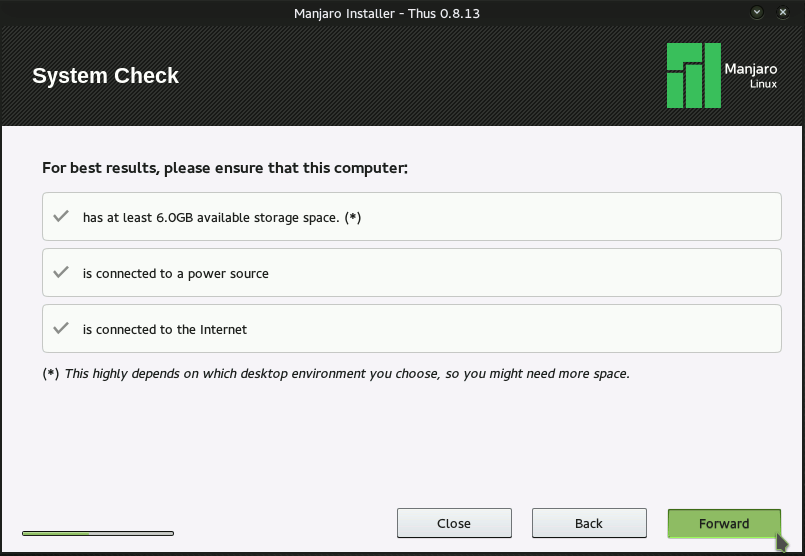 Manjaro Installer - Thus 0.8.13
System Check
Manjaro
Linux
For best results, please ensure that this computer:
has at least 6.0GB available storage space. (*)
is connected to a power source
is connected to the Internet
(*) This highly depends on which desktop environment you choose, so you might need more space.
Close
Back
Forward